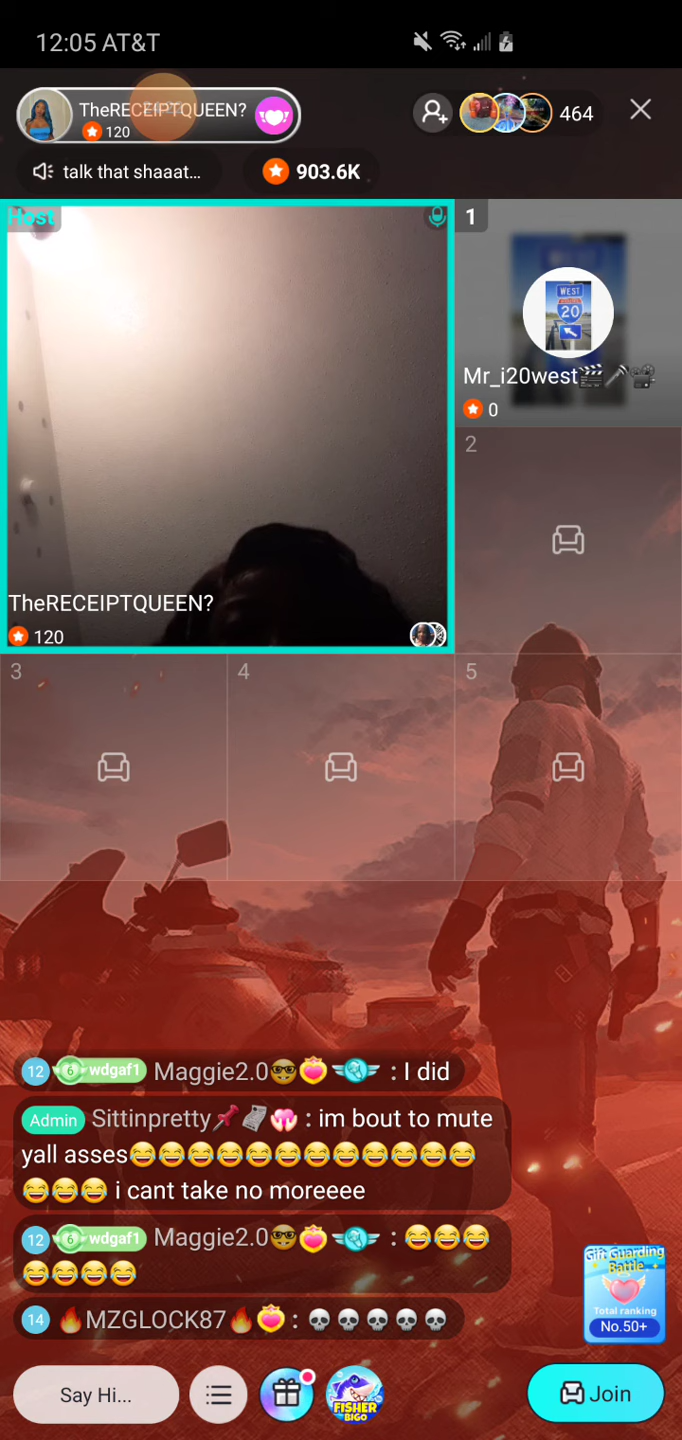 12:05 AT&T
TheRECEIPTQUEEN?
120
464
talk that shaaat...
903.6K
Host
1
WEST
20
Mr_i20west🎬🎤🎥
0
2
TheRECEIPTQUEEN?
120
3
4
5
12 6 wdgaf1 Maggie2.0🤓😍 : I did
Admin Sittinpretty📌📰💝 : im bout to mute
yall asses😂😂😂😂😂😂😂😂😂😂😂😂
😂😂😂 i cant take no moreeee
12 6 wdgaf1 Maggie2.0🤓 : 😂😂😂
😂😂😂😂
14 🔥MZGLOCK87🔥 : 💀💀💀💀💀
Gift Guarding
Battle
Total ranking
No.50+
Say Hi...
FISHER
BIGO
Join